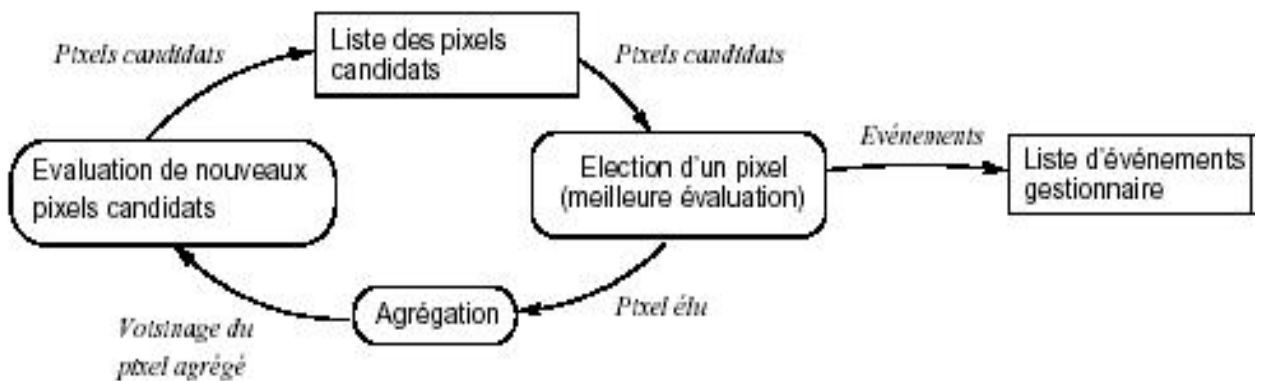 Pixels candidats
Liste des pixels
candidats
Pixels candidats
Evaluation de nouveaux
pixels candidats
Election d'un pixel
(meilleure évaluation)
Evénements
Liste d'événements
gestionnaire
Agrégation
Pixel élu
Voisinage du
pixel agrégé